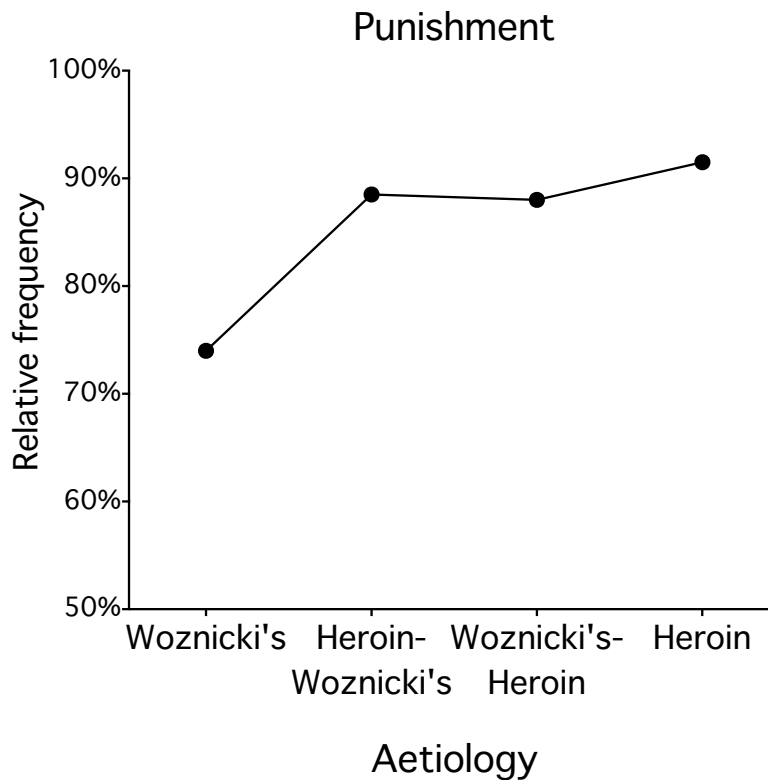 Punishment
100%
90%
80%
70%
60%
50%
Relative frequency
Woznicki's
Heroin-
Woznicki's
Woznicki's-
Heroin
Heroin
Aetiology